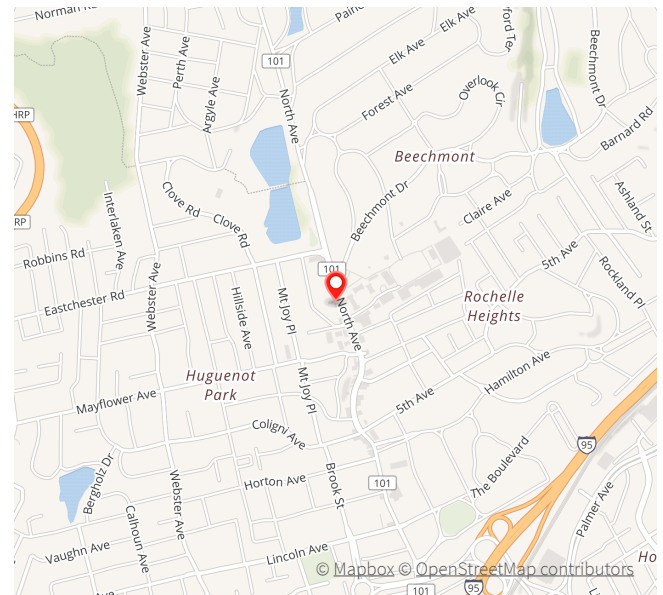 Norman Rd
Webster Ave
Perth Ave
Argyle Ave
101
North Ave
Elk Ave
Elk Ave
Forest Ave
Overlook Cir
Beechmont Dr
Barnard Rd
HRP
Beechmont
Clove Rd
Clove Rd
Interlaken Ave
Beechmont Dr
Claire Ave
Ashland St
Robbins Rd
RP
5th Ave
Rockland Pl
101
Eastchester Rd
Webster Ave
Hillside Ave
Mt Joy Pl
North Ave
Rochelle
Heights
Huguenot
Park
Mt Joy Pl
Mayflower Ave
5th Ave
Hamilton Ave
Coligni Ave
95
The Boulevard
Bergholz Dr
Webster Ave
Horton Ave
Brook St
101
Palmer Ave
Calhoun Ave
Vaughn Ave
Lincoln Ave
Ho
© Mapbox © OpenStreetMap contributors
95